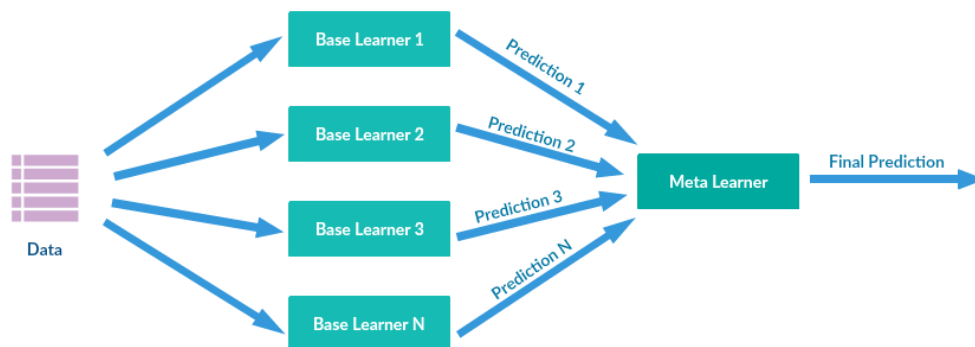 Data
Base Learner 1
Base Learner 2
Base Learner 3
Base Learner N
Prediction 1
Prediction 2
Prediction 3
Prediction N
Meta Learner
Final Prediction